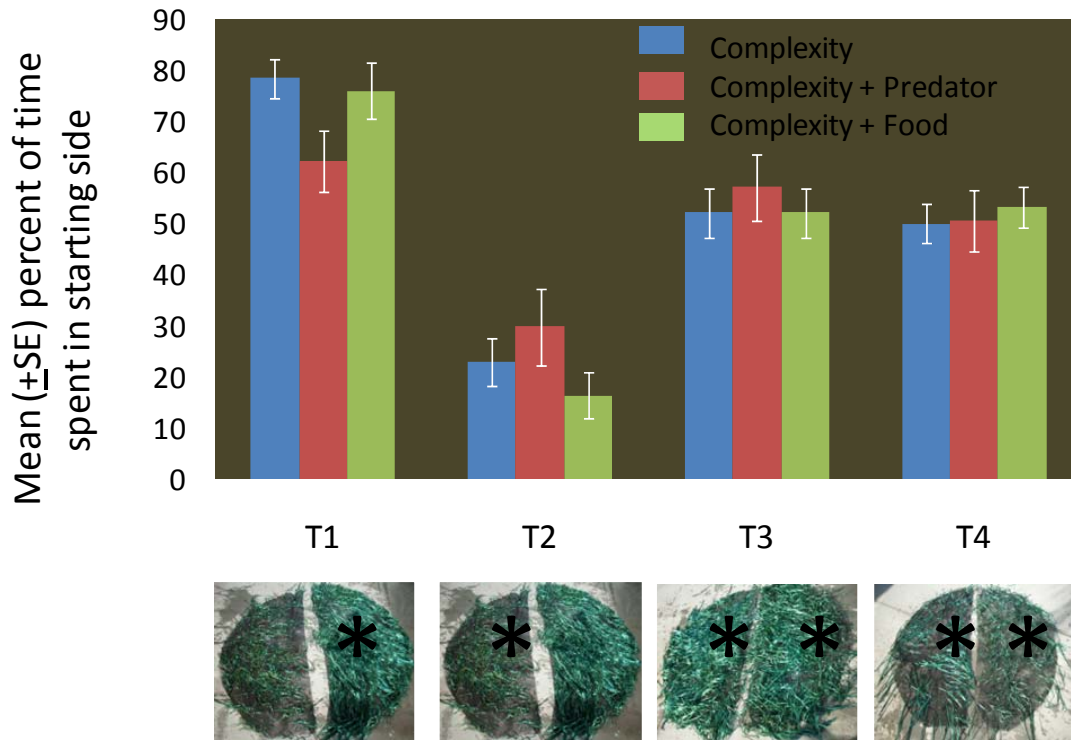 Mean (±SE) percent of time
spent in starting side
90
80
70
60
50
40
30
20
10
0
Complexity
Complexity + Predator
Complexity + Food
T1
T2
T3
T4
*
*
* *
* *